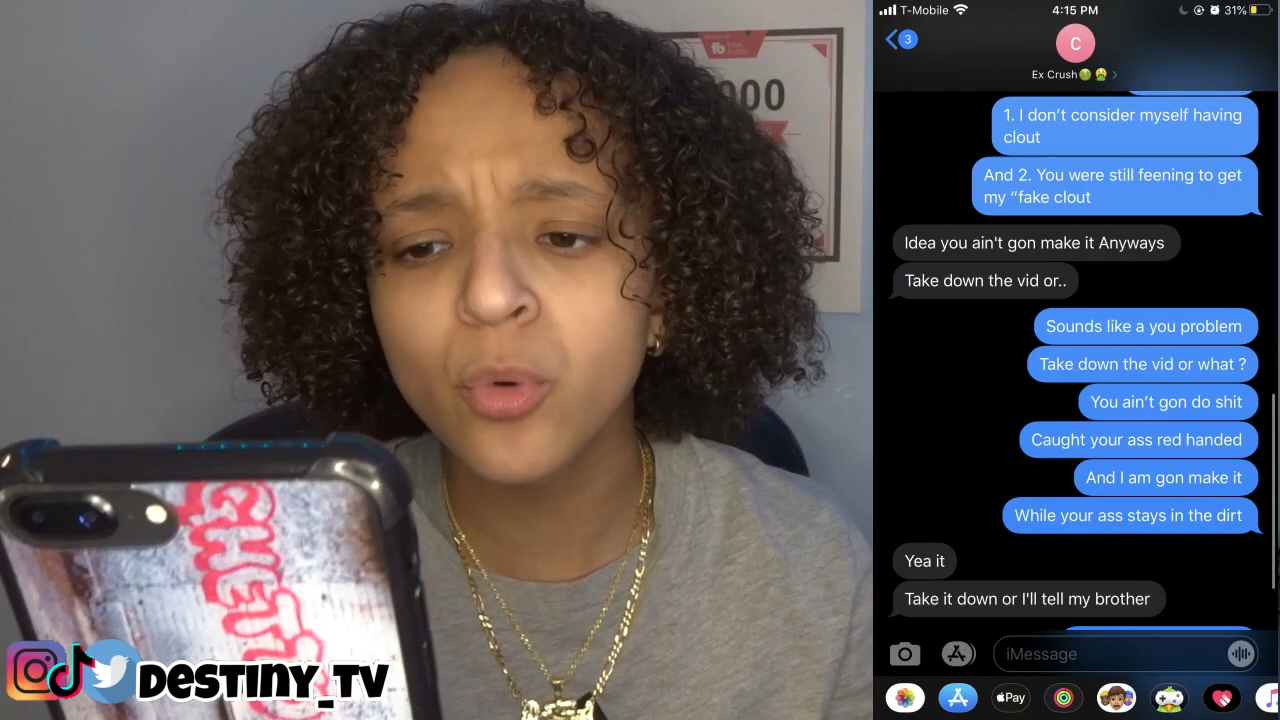 tb
000
GHETTO
DESTINY_TV
T-Mobile
4:15 PM
31%
3
C
Ex Crush🤢🤮 >
1. I don’t consider myself having
clout
And 2. You were still feening to get
my “fake clout
Idea you ain't gon make it Anyways
Take down the vid or..
Sounds like a you problem
Take down the vid or what ?
You ain’t gon do shit
Caught your ass red handed
And I am gon make it
While your ass stays in the dirt
Yea it
Take it down or I'll tell my brother
iMessage
Pay